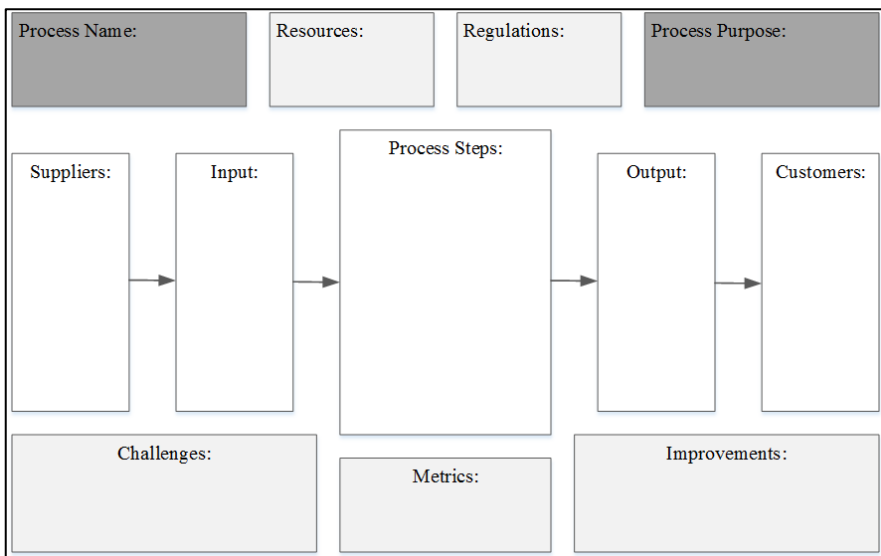 Process Name:
Resources:
Regulations:
Process Purpose:
Suppliers:
Input:
Process Steps:
Output:
Customers:
Challenges:
Metrics:
Improvements: